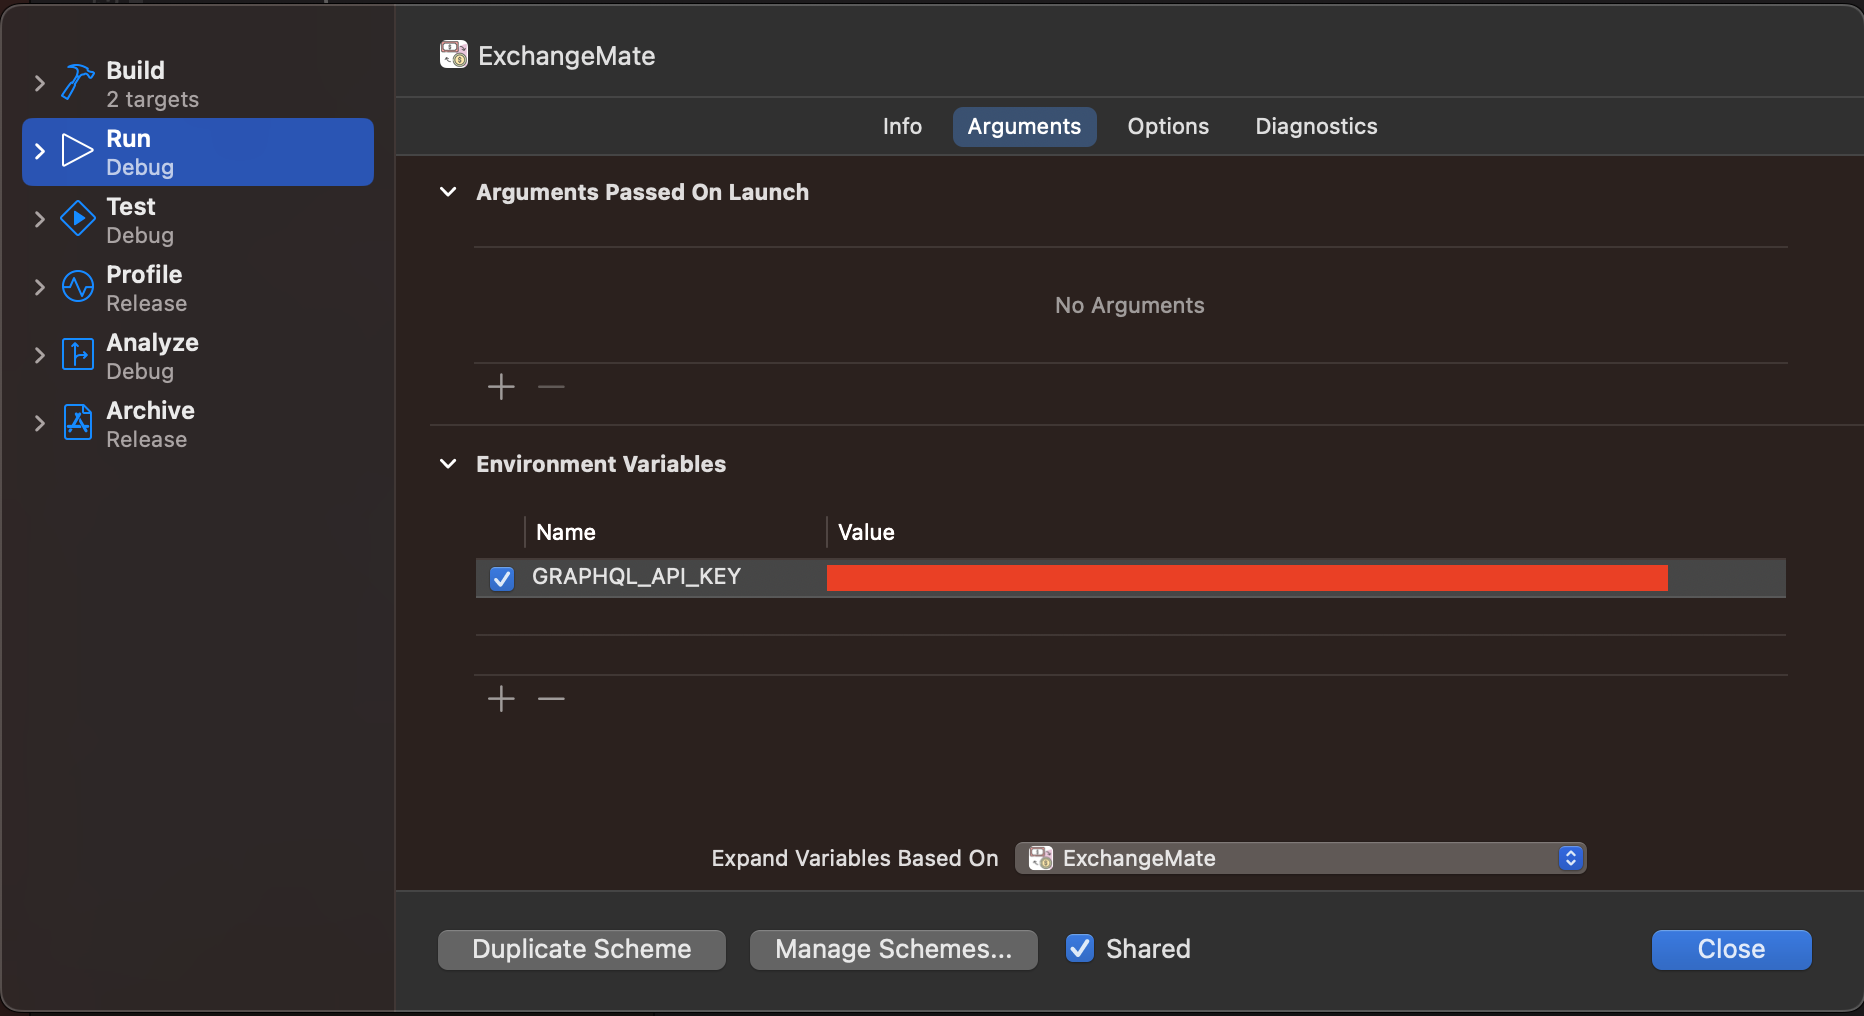 Build
2 targets
Run
Debug
Test
Debug
Profile
Release
Analyze
Debug
Archive
Release
ExchangeMate
Info Arguments Options Diagnostics
Arguments Passed On Launch
No Arguments
Environment Variables
Name Value
GRAPHQL_API_KEY
Expand Variables Based On ExchangeMate
Duplicate Scheme Manage Schemes... Shared Close